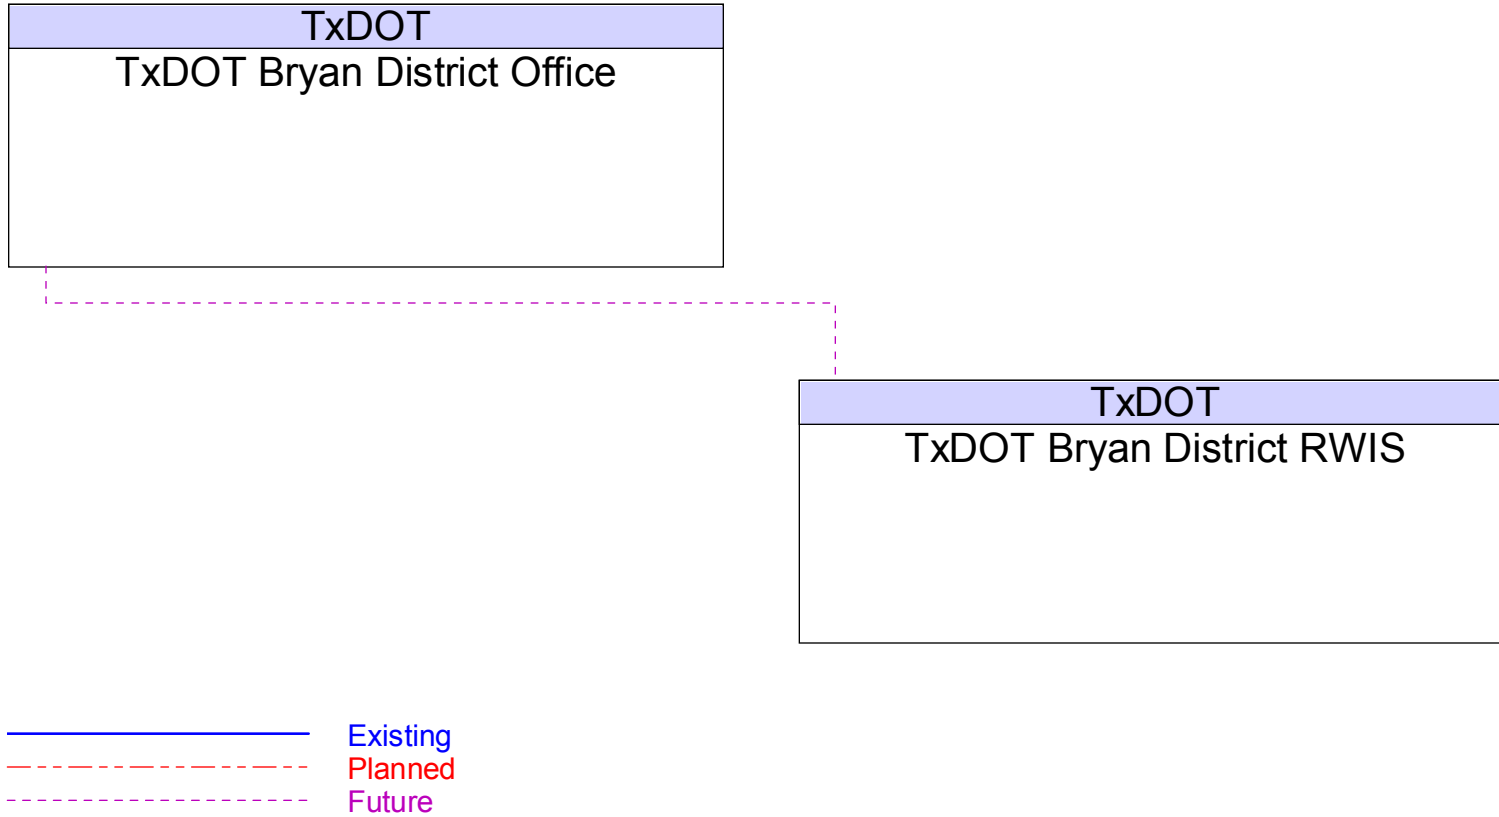 TxDOT
TxDOT Bryan District Office
TxDOT
TxDOT Bryan District RWIS
Existing
Planned
Future